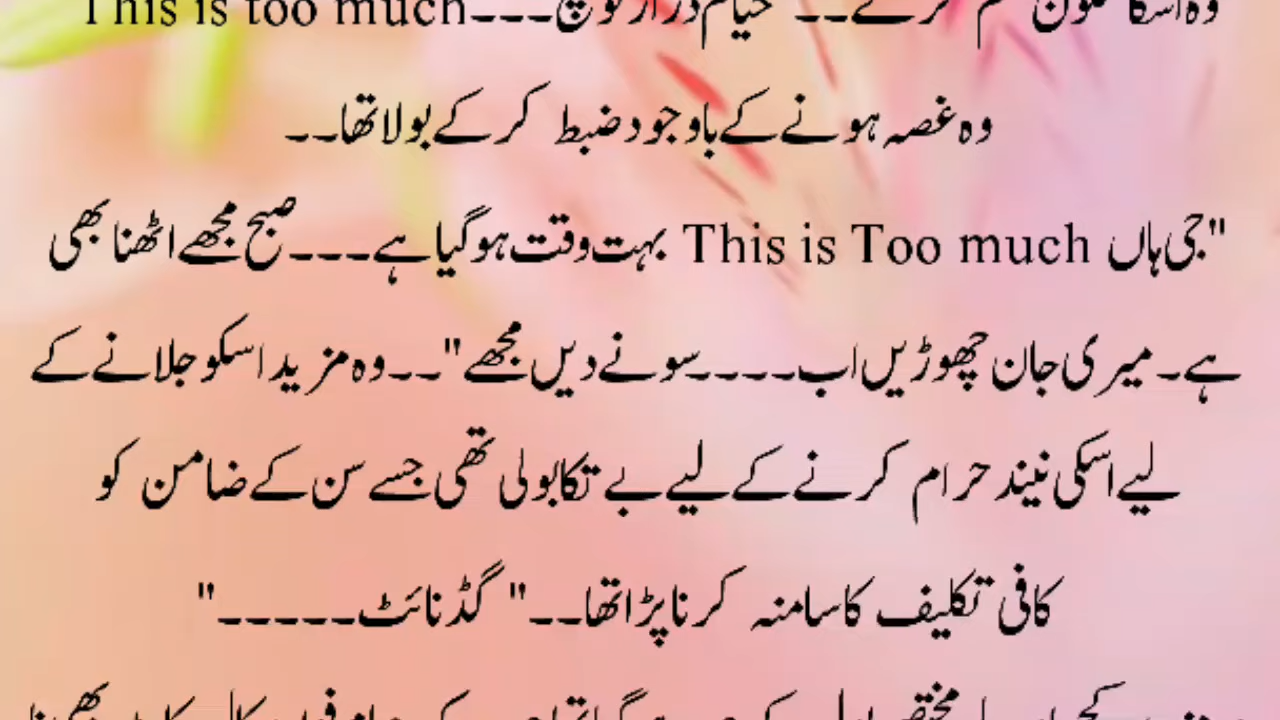 This is too much۔۔۔
وہ غصہ ہونے کے باوجود ضبط کر کے بولا تھا۔۔
"جی ہاں This is Too much بہت وقت ہو گیا ہے۔۔۔ صبح مجھے اٹھنا بھی
ہے۔ میری جان چھوڑیں اب۔۔۔۔ سونے دیں مجھے"۔۔ وہ مزید اسکو جلانے کے
لیے اسکی نیند حرام کرنے کے لیے بے تکا بولی تھی جسے سن کے ضامن کو
کافی تکلیف کا سامنہ کرنا پڑا تھا۔۔" گڈ نائٹ۔۔۔۔۔"